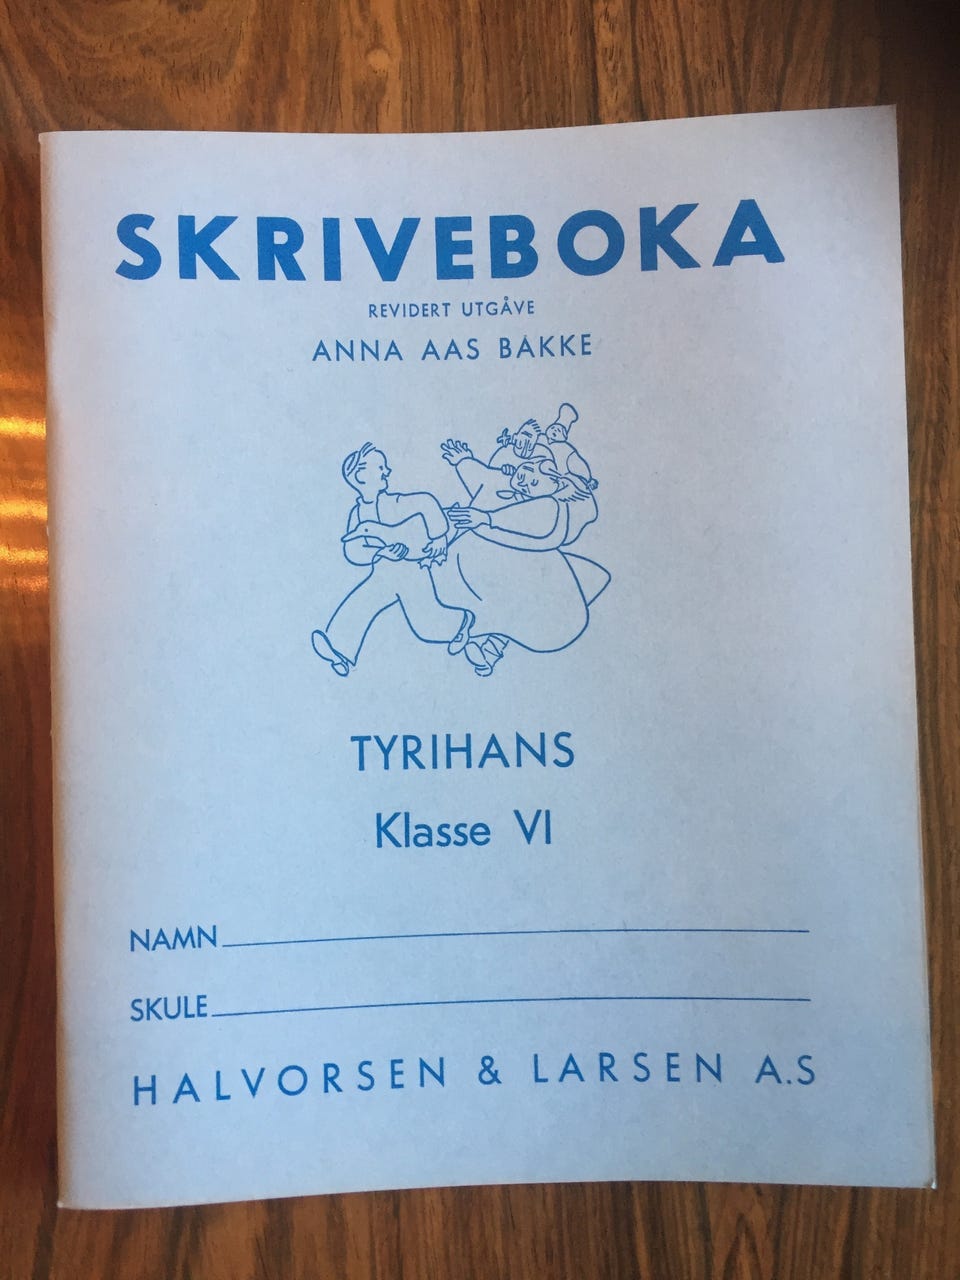 SKRIVEBOKA
REVIDERT UTGÅVE
ANNA AAS BAKKE
TYRIHANS
Klasse VI
NAMN
SKULE
HALVORSEN & LARSEN A.S